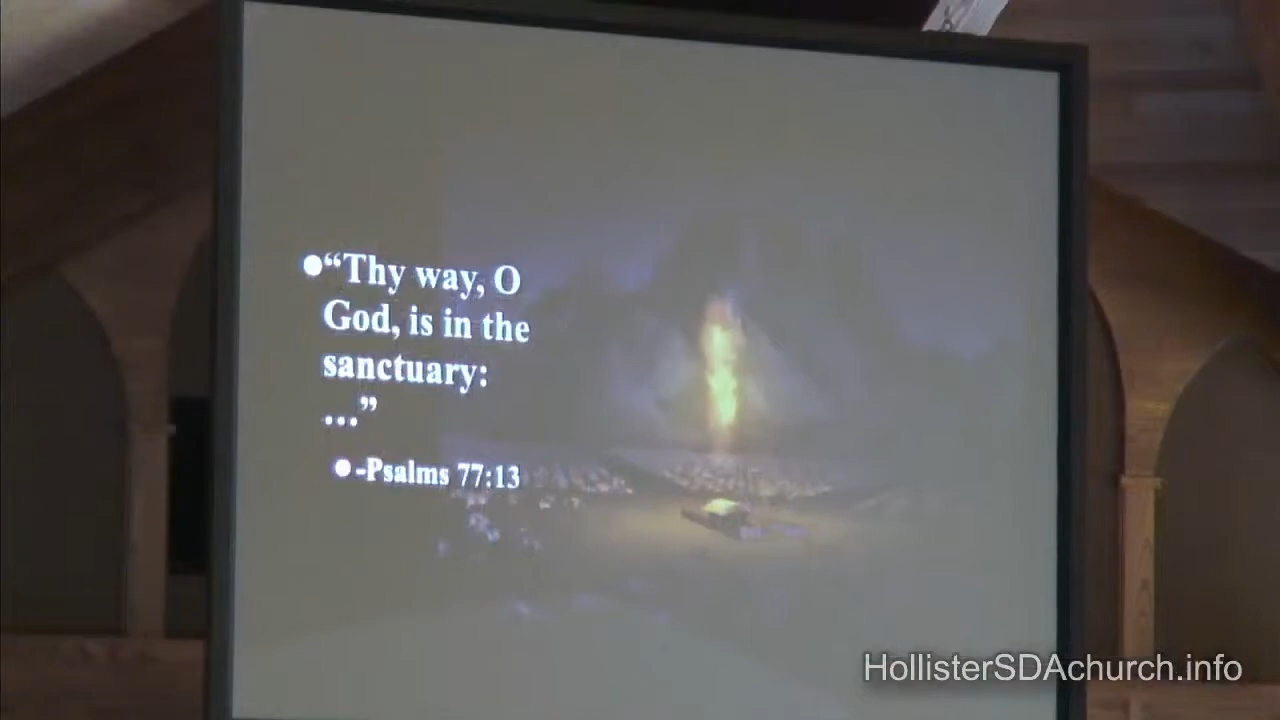 ●“Thy way, O
God, is in the
sanctuary:
…”
●-Psalms 77:13
HollisterSDAchurch.info